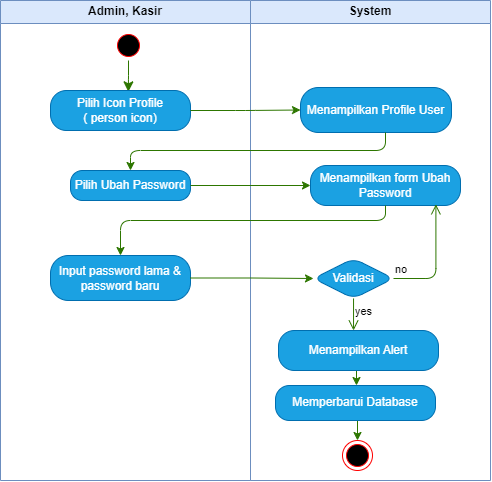 Admin, Kasir
System
Pilih Icon Profile
( person icon)
Menampilkan Profile User
Pilih Ubah Password
Menampilkan form Ubah
Password
Input password lama &
password baru
Validasi
no
yes
Menampilkan Alert
Memperbarui Database